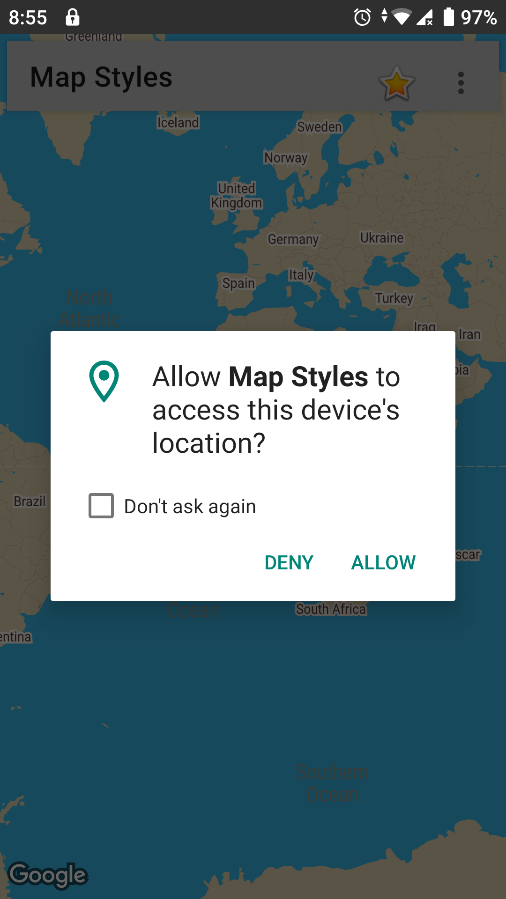 8:55
97%
Greenland
Map Styles
Iceland
Sweden
Norway
United
Kingdom
Germany
Ukraine
Spain
Italy
Turkey
North
Atlantic
Iraq
Iran
Allow Map Styles to
access this device's
location?
Don't ask again
Brazil
DENY
ALLOW
scar
Ocean
South Africa
entina
Southern
Ocean
Google